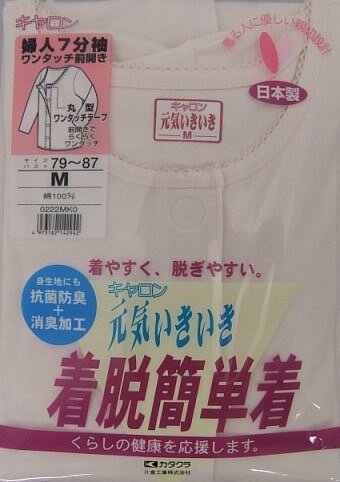 キャロン
婦人7分袖
ワンタッチ前開き
丸型
ワンタッチテープ
前開きで
らくらく
ワンタッチ
サイズ
バスト
79〜87
M
綿100%
0222MK0
4 973182 142942
着る人に優しい親切設計
日本製
キャロン
元気いきいき
M
着やすく、脱ぎやすい。
身生地にも
抗菌防臭
+
消臭加工
キャロン
元気いきいき
着脱簡単着
くらしの健康を応援します。
カタクラ
片倉工業株式会社